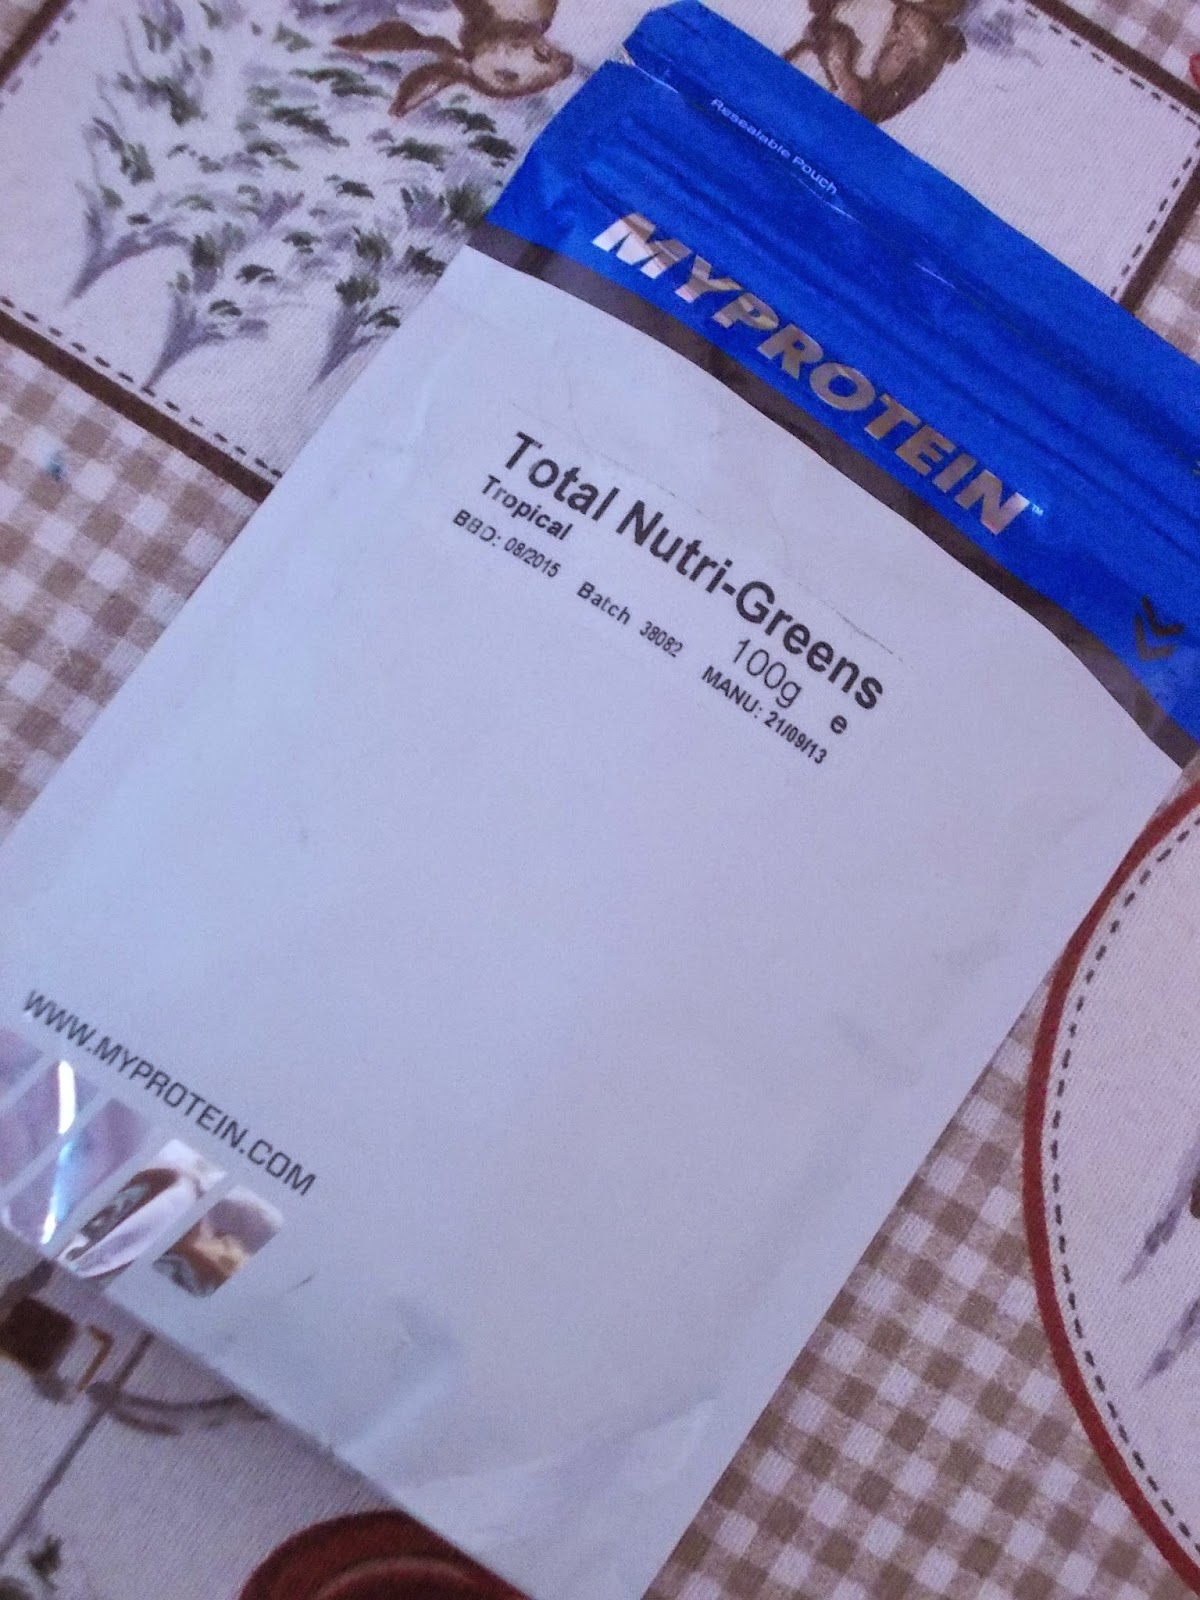 Resealable Pouch
MYPROTEIN™
Total Nutri-Greens
Tropical 100g e
BBD: 08/2015 Batch 38082 MANU: 21/09/13
WWW.MYPROTEIN.COM